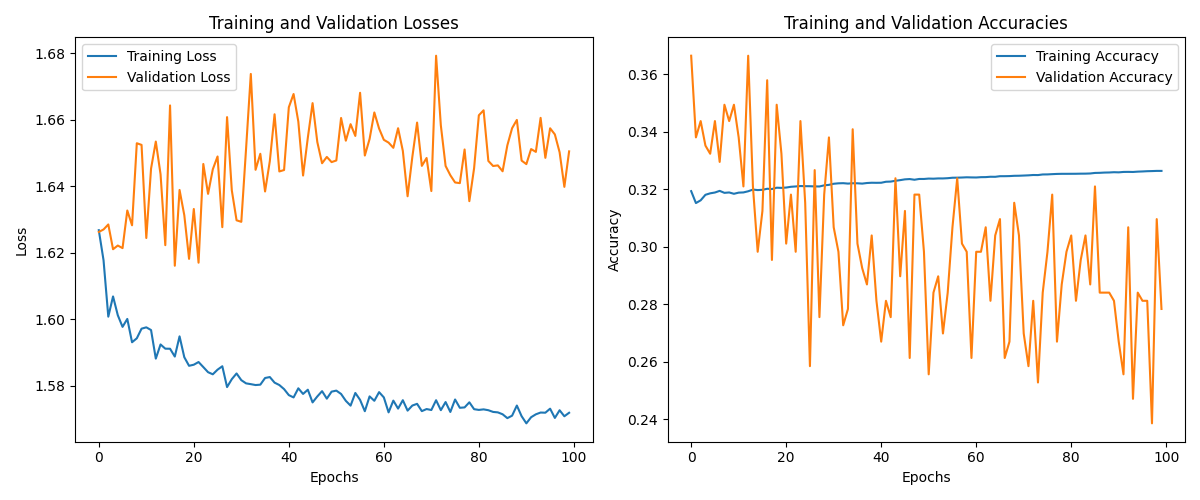 Training and Validation Losses
Training Loss
Validation Loss
1.68
1.66
1.64
1.62
1.60
1.58
Loss
0
20
40
60
80
100
Epochs
Training and Validation Accuracies
Training Accuracy
Validation Accuracy
0.36
0.34
0.32
0.30
0.28
0.26
0.24
Accuracy
0
20
40
60
80
100
Epochs